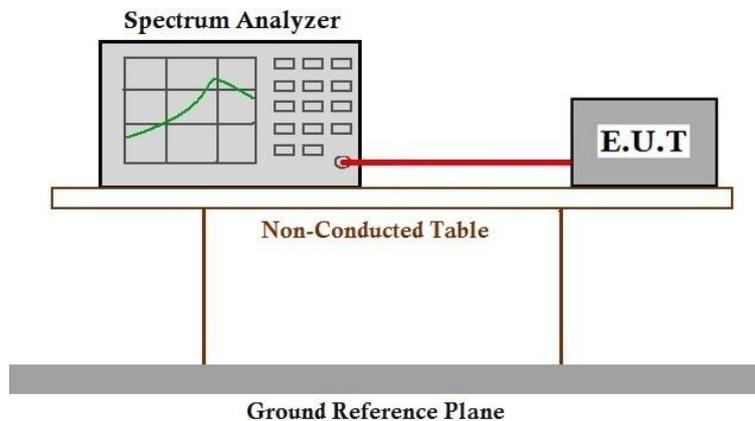 Spectrum Analyzer
E.U.T
Non-Conducted Table
Ground Reference Plane